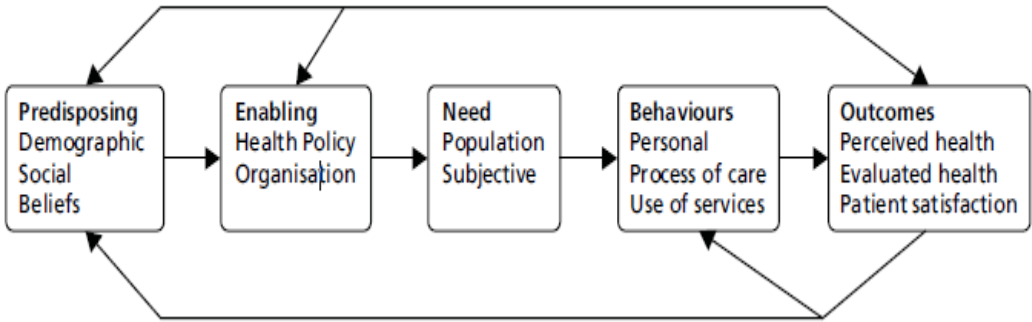 Predisposing
Demographic
Social
Beliefs
Enabling
Health Policy
Organisation
Need
Population
Subjective
Behaviours
Personal
Process of care
Use of services
Outcomes
Perceived health
Evaluated health
Patient satisfaction